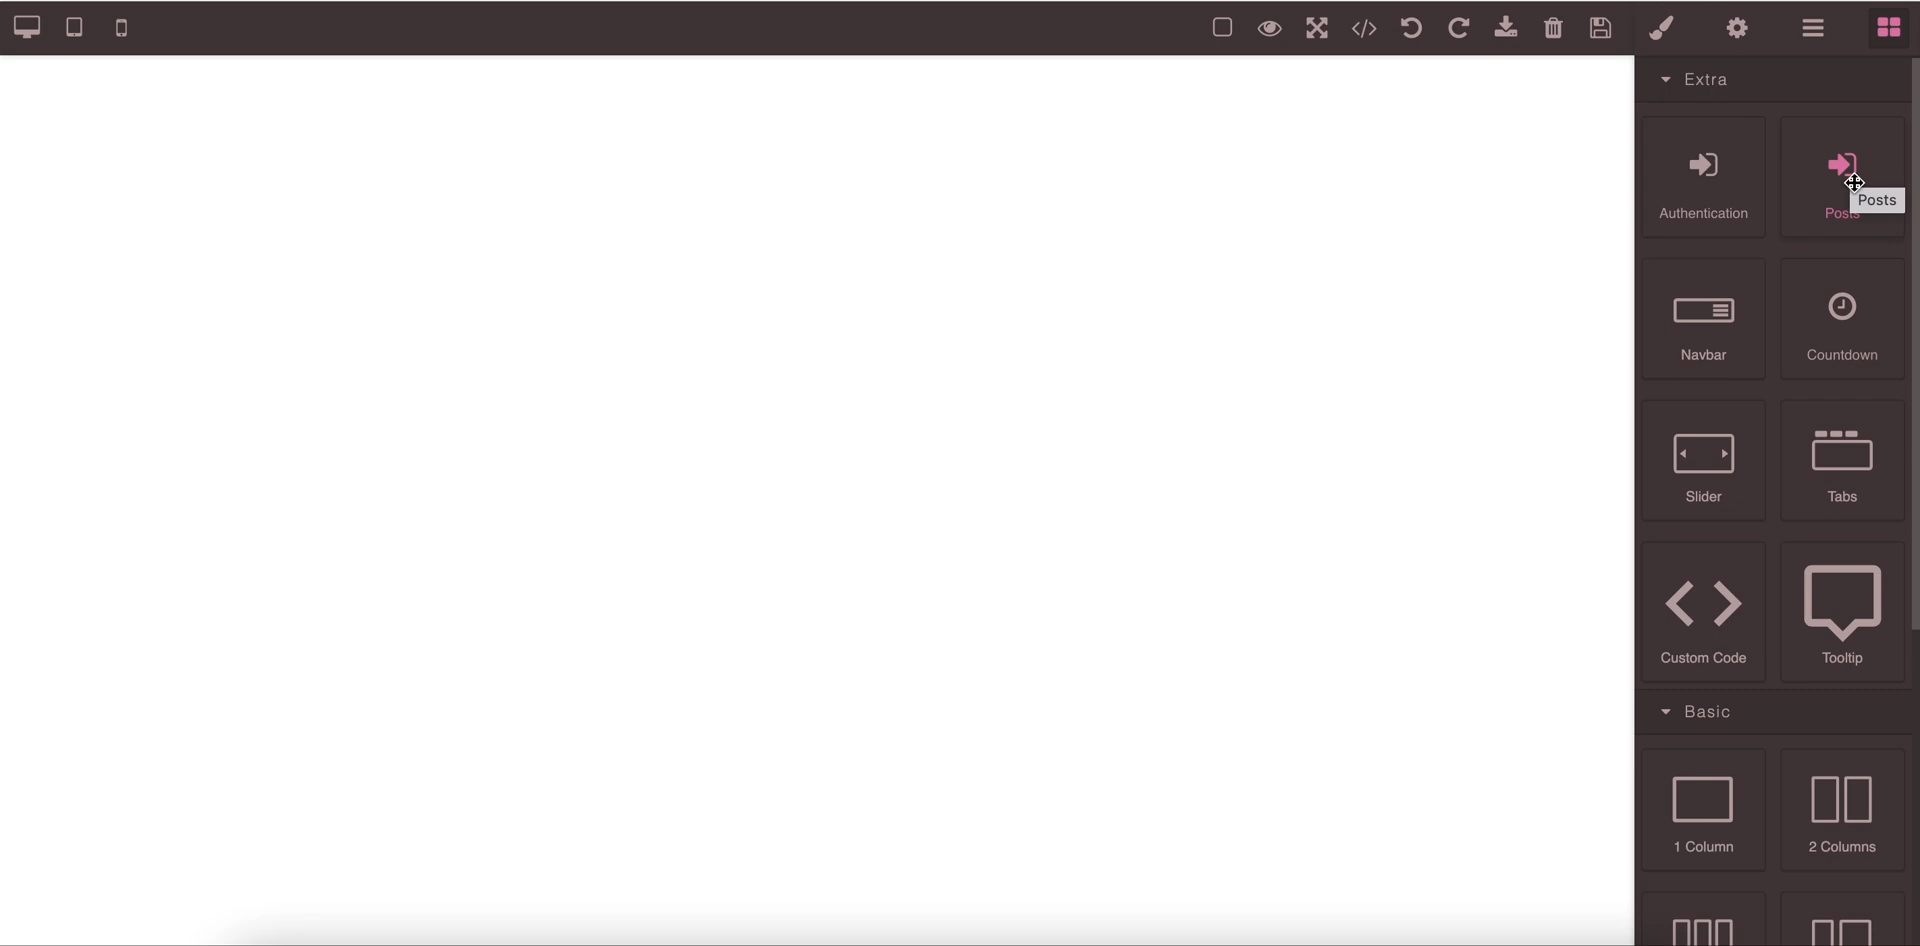 Extra
Authentication
Posts
Posts
Navbar
Countdown
Slider
Tabs
Custom Code
Tooltip
Basic
1 Column
2 Columns